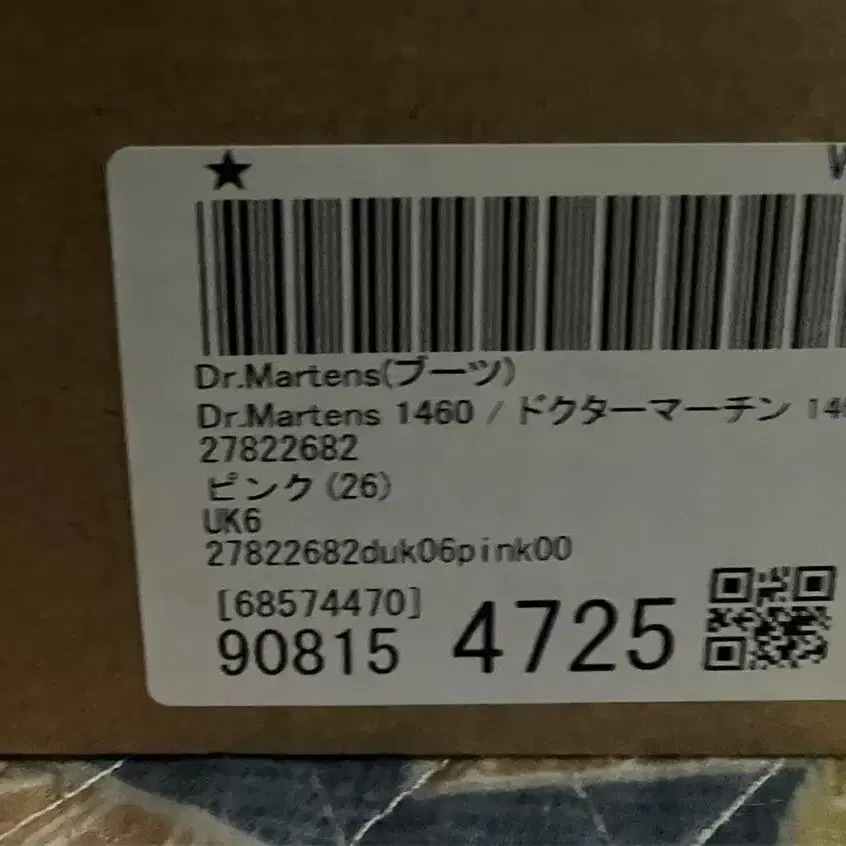 ★
Dr.Martens(ブーツ)
Dr.Martens 1460 / ドクターマーチン
27822682
ピンク(26)
UK6
27822682duk06pink00
[68574470]
90815 4725